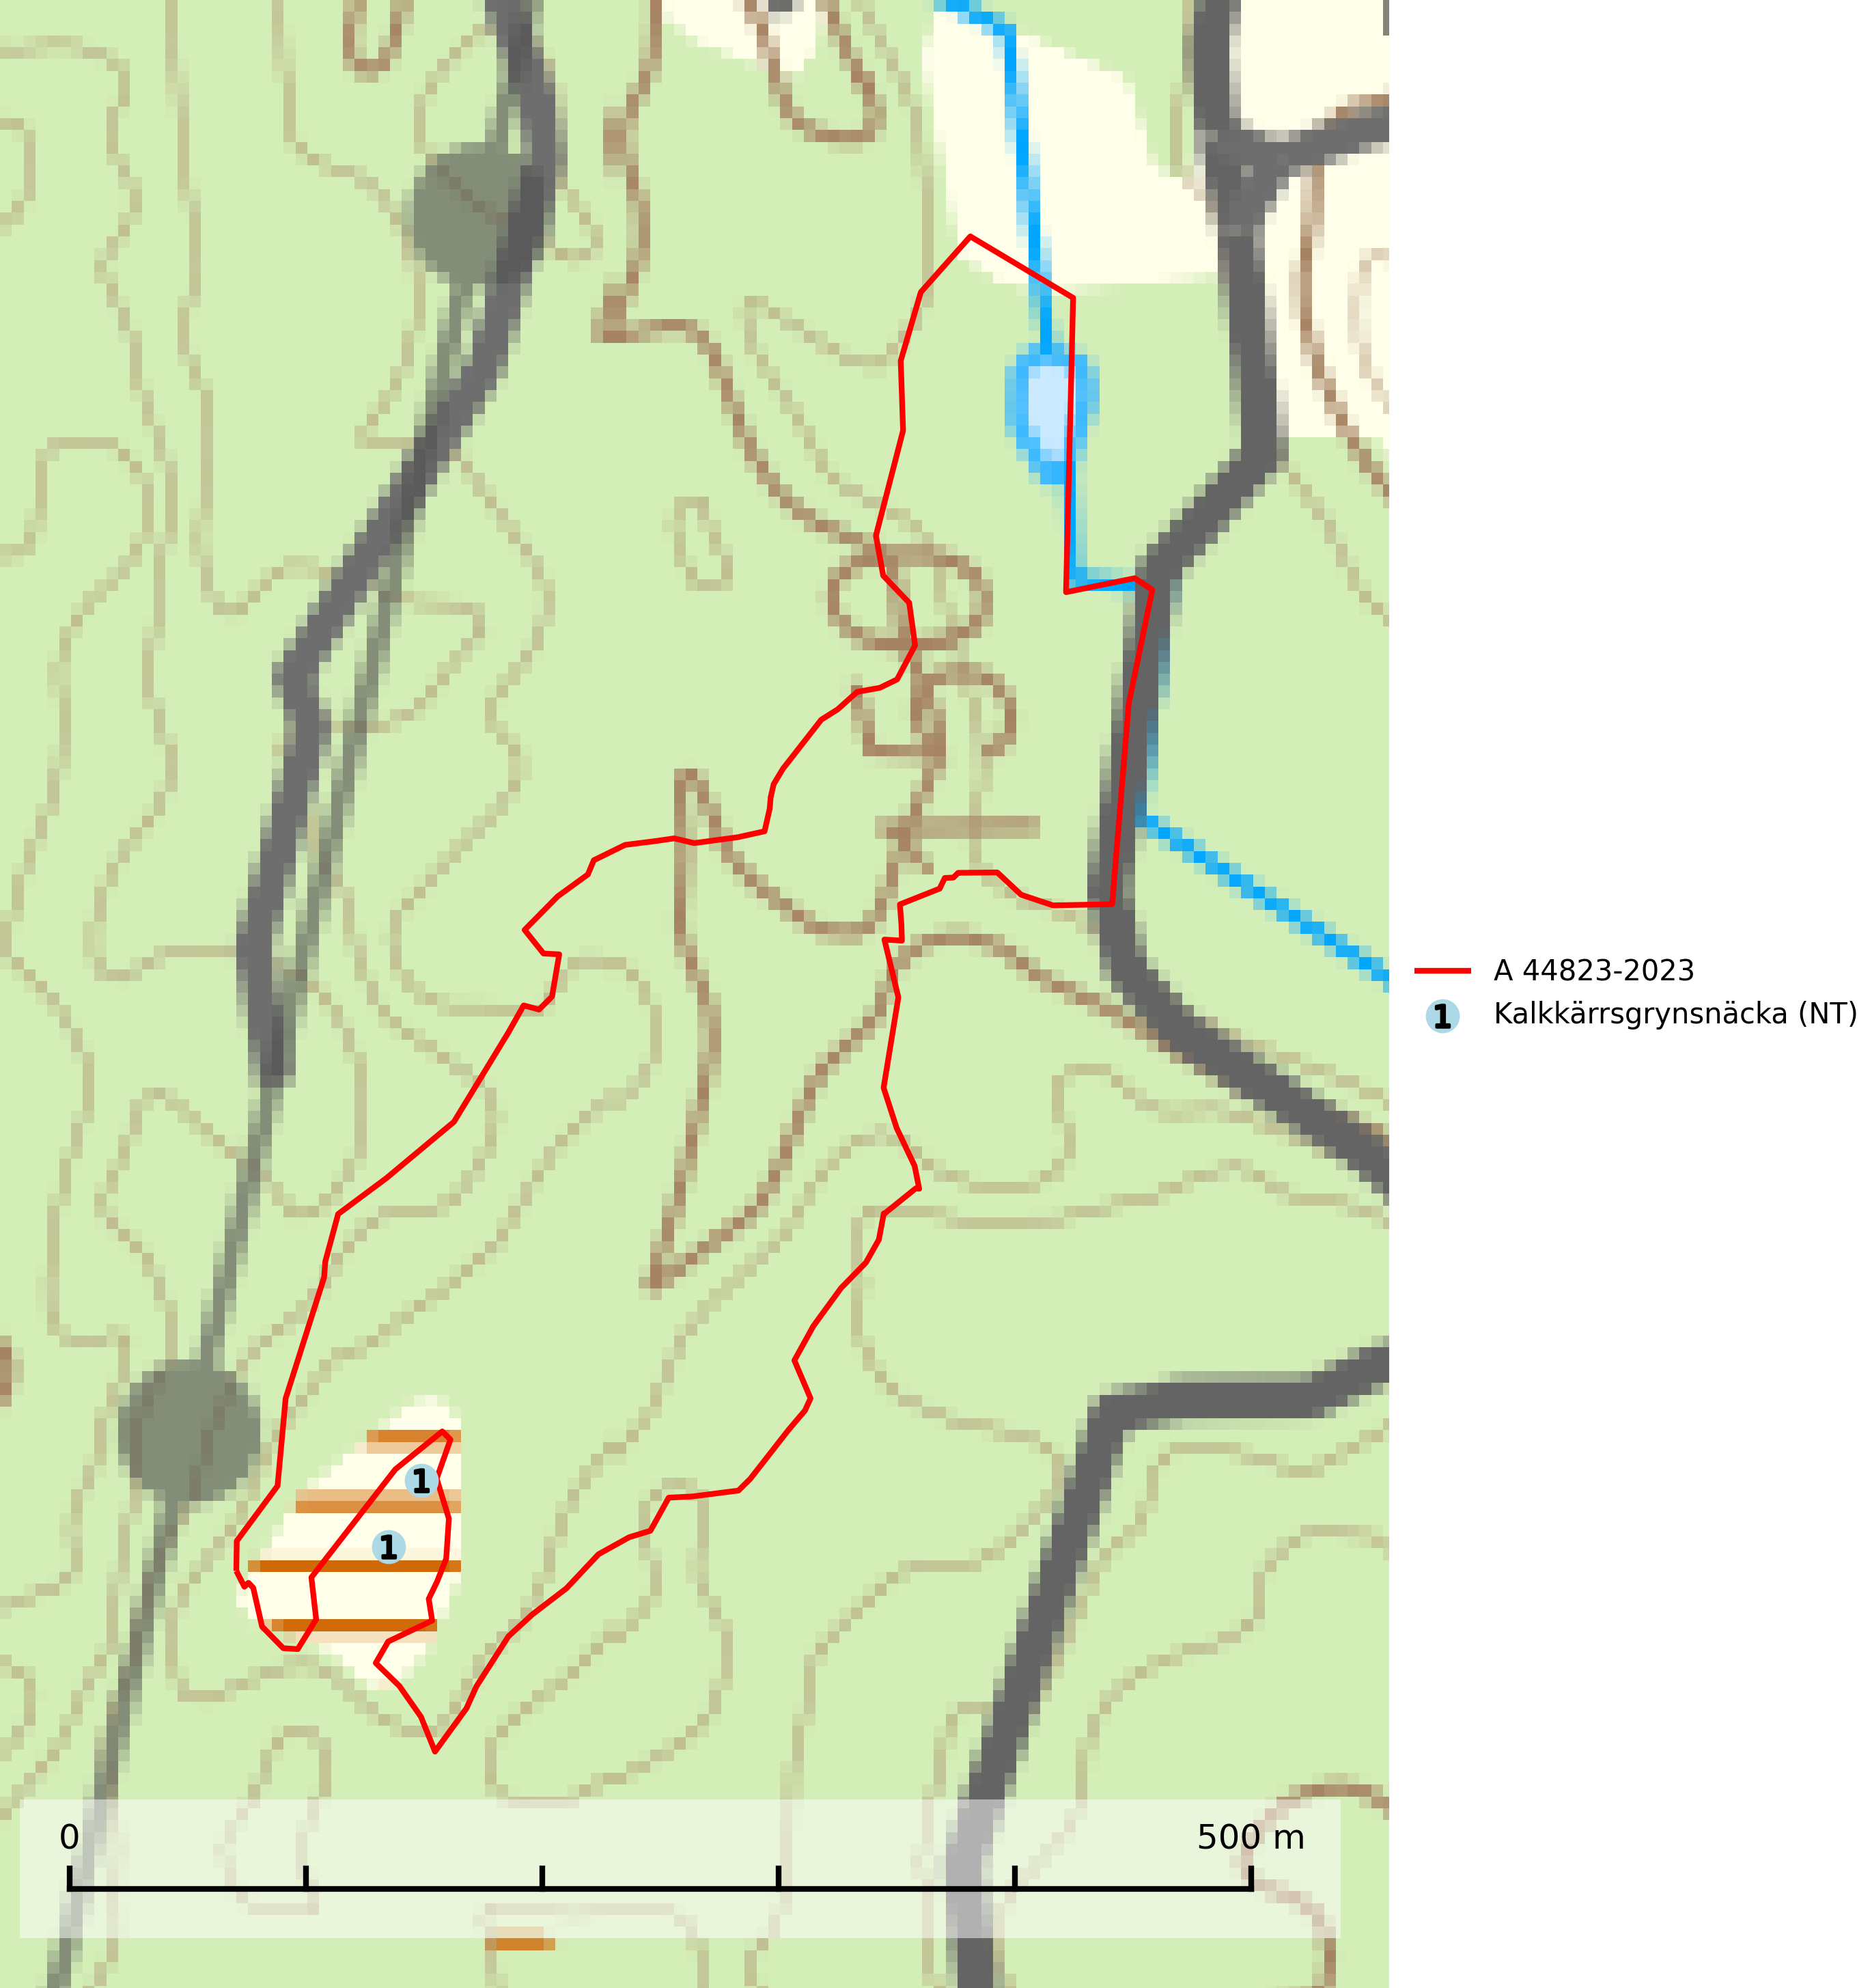 A 44823-2023
1 Kalkkärrsgrynsnäcka (NT)
1
1
0 500 m